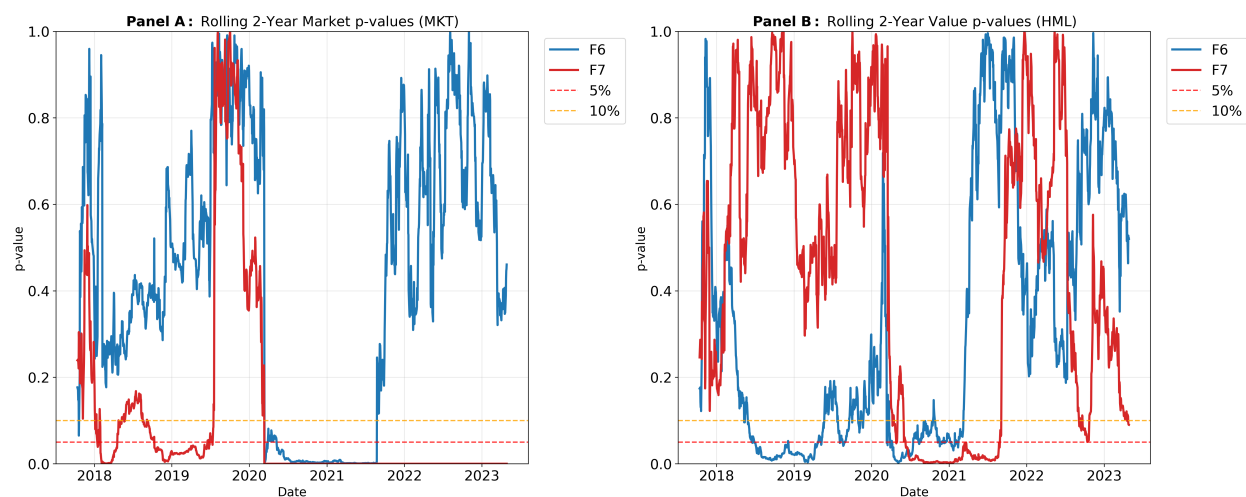 Panel A: Rolling 2-Year Market p-values (MKT)
1.0
0.8
0.6
0.4
0.2
0.0
p-value
2018 2019 2020 2021 2022 2023
Date
F6
F7
5%
10%
Panel B: Rolling 2-Year Value p-values (HML)
1.0
0.8
0.6
0.4
0.2
0.0
p-value
2018 2019 2020 2021 2022 2023
Date
F6
F7
5%
10%